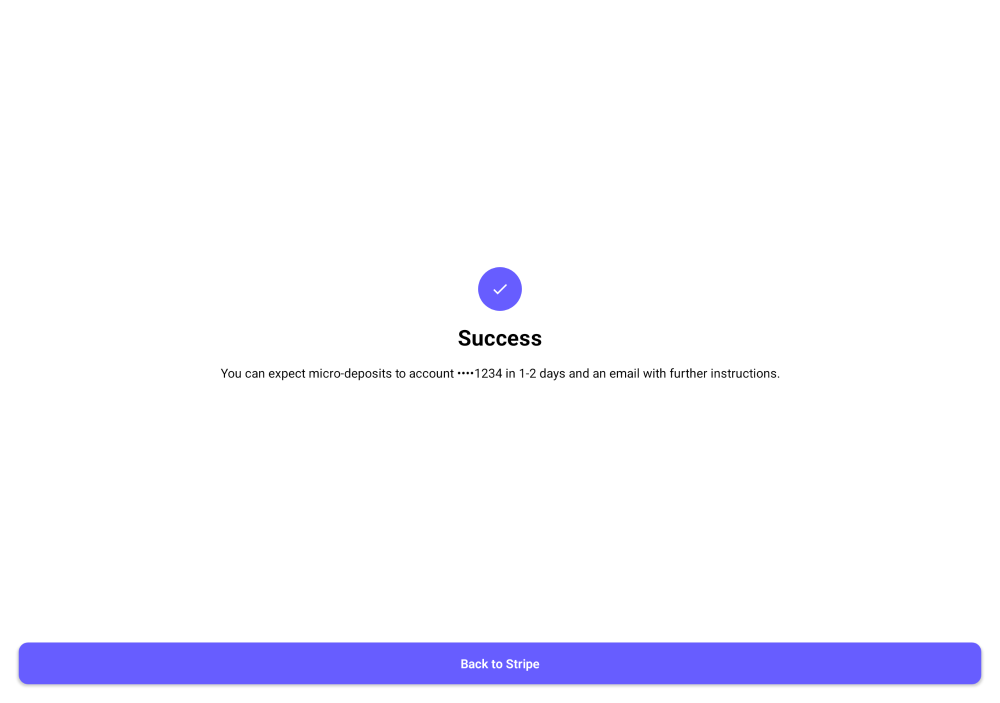 Success
You can expect micro-deposits to account ••••1234 in 1-2 days and an email with further instructions.
Back to Stripe